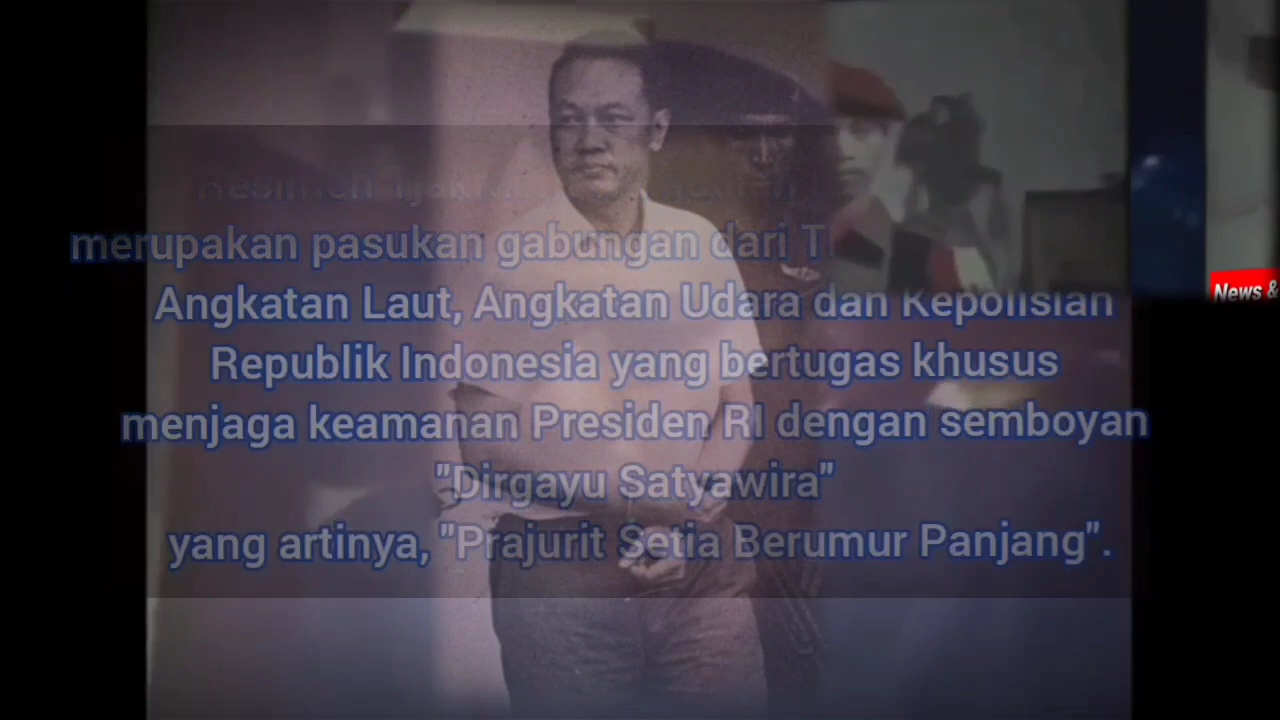 merupakan pasukan gabungan dari T
Angkatan Laut, Angkatan Udara dan Kepolisian
Republik Indonesia yang bertugas khusus
menjaga keamanan Presiden RI dengan semboyan
"Dirgayu Satyawira"
yang artinya, "Prajurit Setia Berumur Panjang".
News &